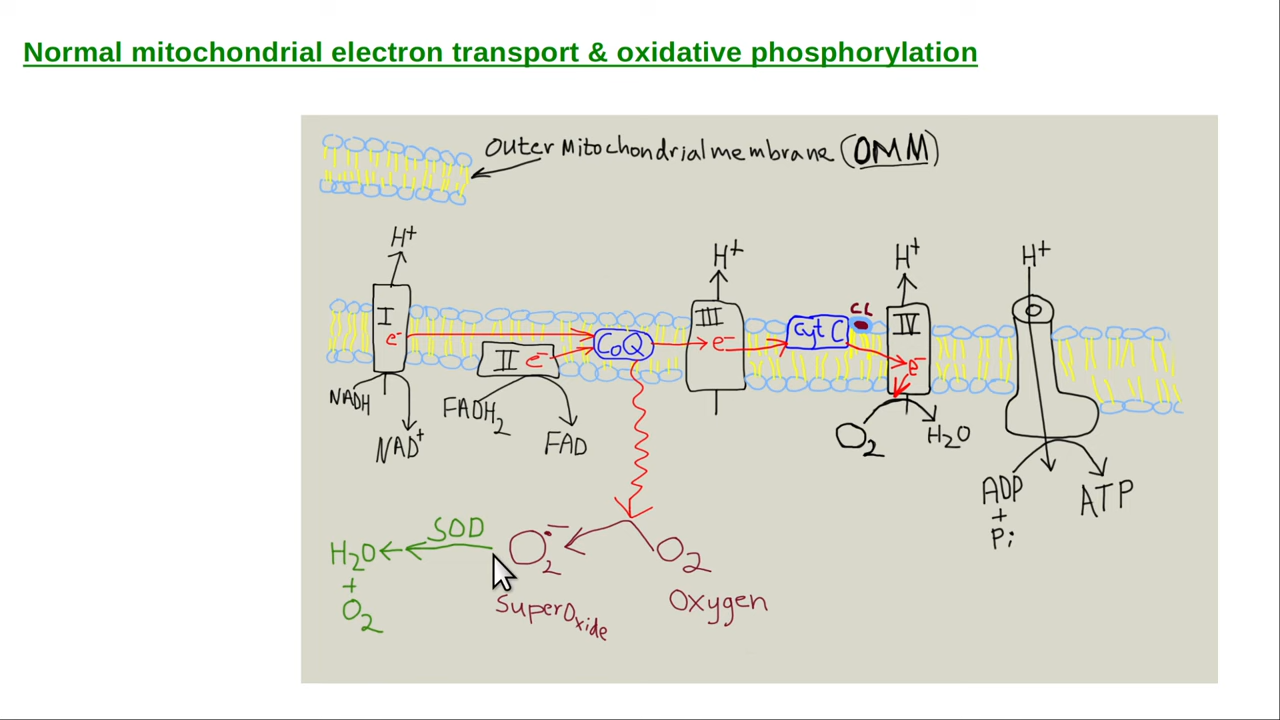 Normal mitochondrial electron transport & oxidative phosphorylation
Outer Mitochondrial membrane (OMM)
H+
H+
H+
H+
I
e-
II
e-
CoQ
III
e-
Cyt C
CL
IV
e-
NADH
NAD+
FADH2
FAD
O2
H2O
ADP
+
Pi
ATP
H2O
+
O2
SOD
O2•-
SuperOxide
O2
Oxygen